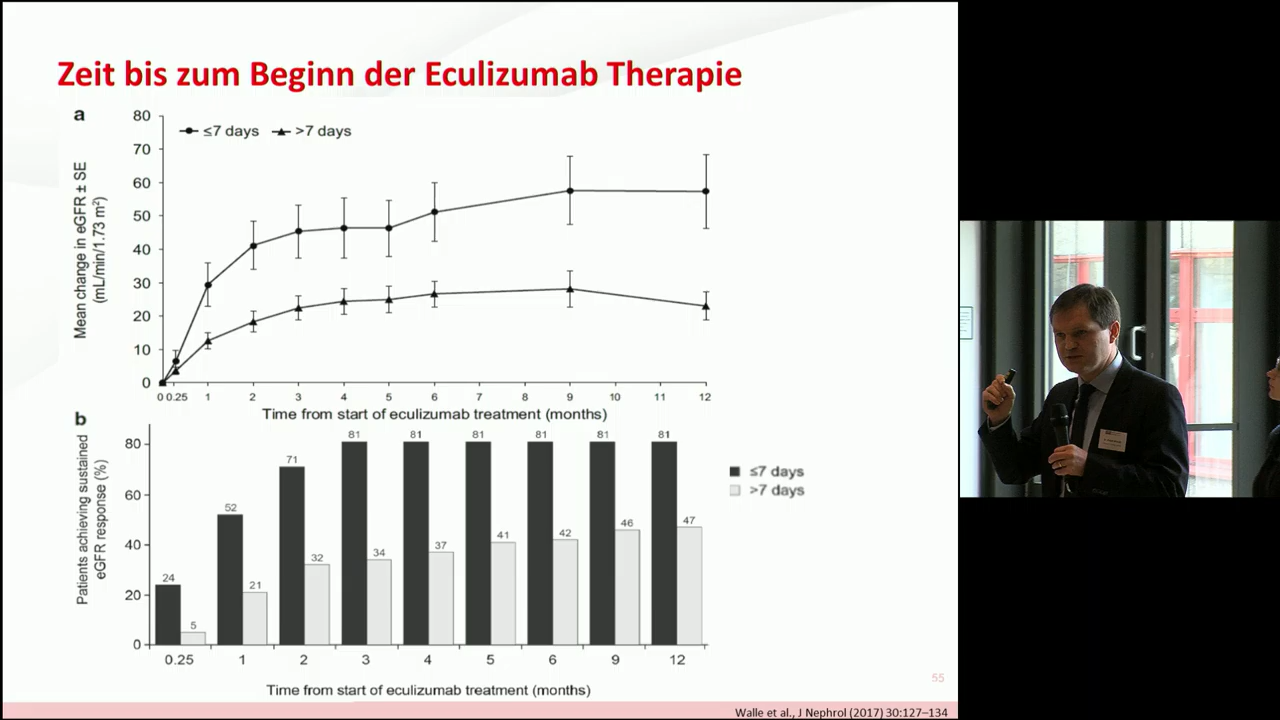 Zeit bis zum Beginn der Eculizumab Therapie
a
Mean change in eGFR ± SE
(mL/min/1.73 m²)
≤7 days
>7 days
80
70
60
50
40
30
20
10
0
0 0.25 1 2 3 4 5 6 7 8 9 10 11 12
Time from start of eculizumab treatment (months)
b
Patients achieving sustained
eGFR response (%)
80
60
40
20
0
24 5
52 21
71 32
81 34
81 37
81 41
81 42
81 46
81 47
≤7 days
>7 days
0.25 1 2 3 4 5 6 9 12
Time from start of eculizumab treatment (months)
55
Walle et al., J Nephrol (2017) 30:127–134